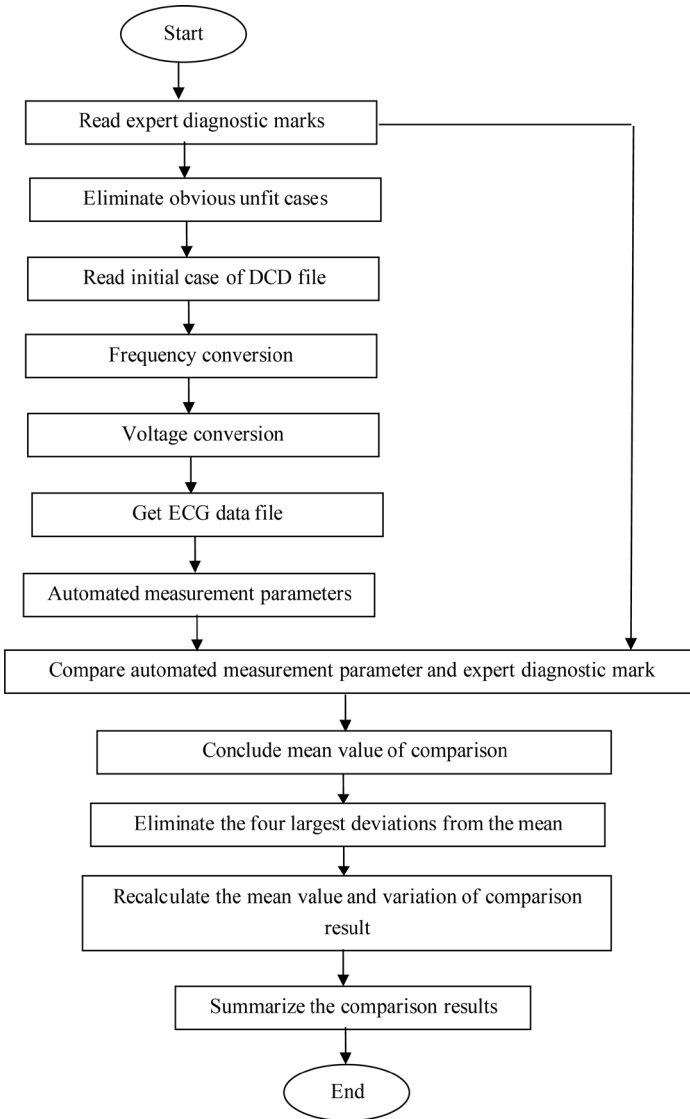 Start
Read expert diagnostic marks
Eliminate obvious unfit cases
Read initial case of DCD file
Frequency conversion
Voltage conversion
Get ECG data file
Automated measurement parameters
Compare automated measurement parameter and expert diagnostic mark
Conclude mean value of comparison
Eliminate the four largest deviations from the mean
Recalculate the mean value and variation of comparison
result
Summarize the comparison results
End